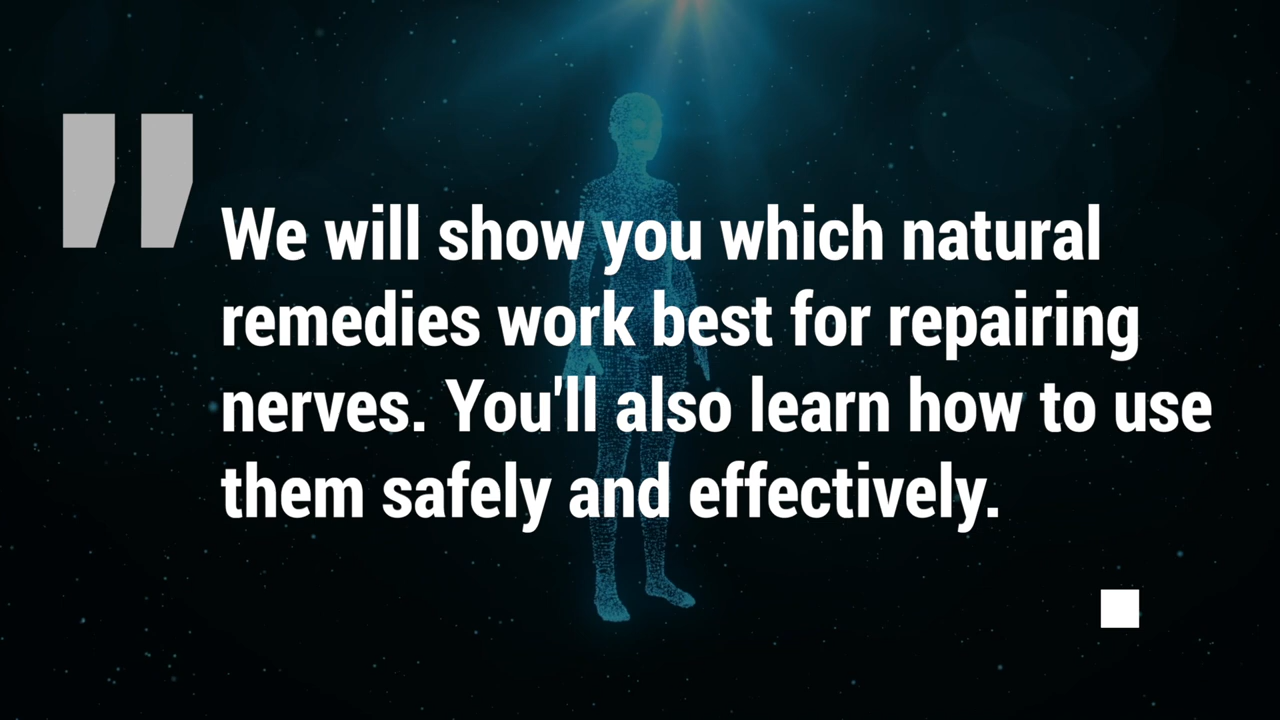 "
We will show you which natural
remedies work best for repairing
nerves. You'll also learn how to use
them safely and effectively.